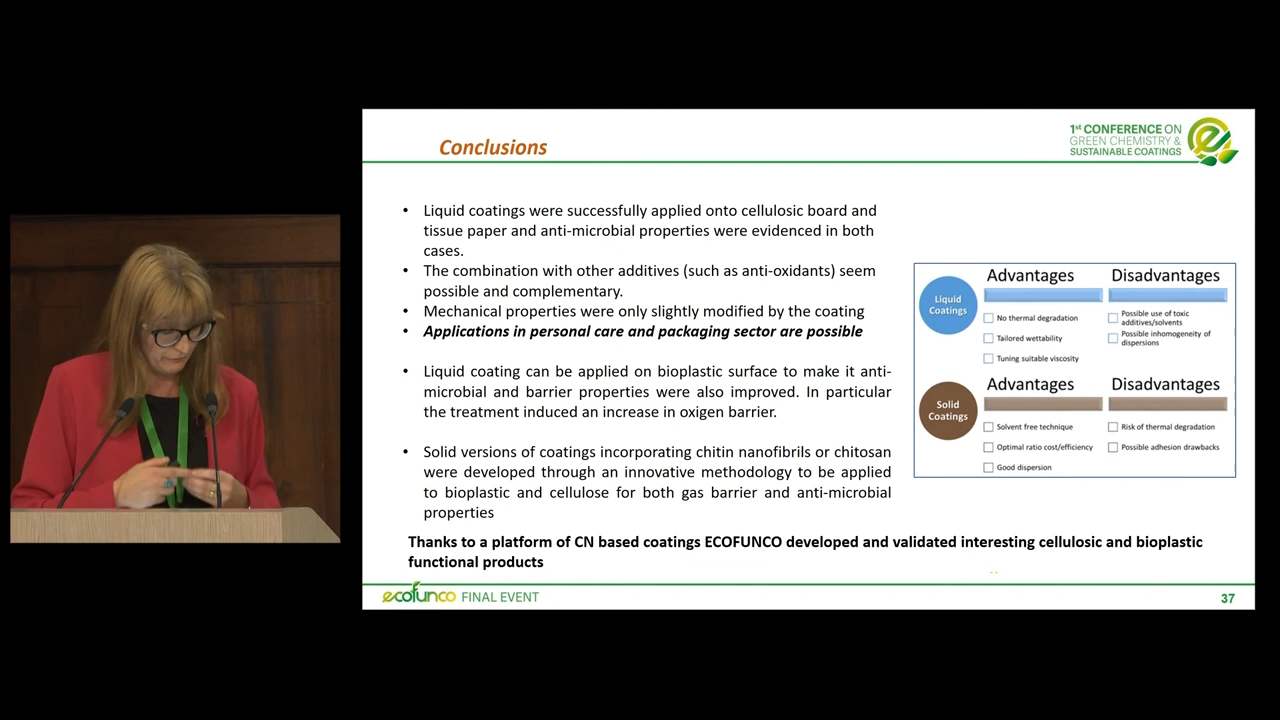 Conclusions
1st CONFERENCE ON
GREEN CHEMISTRY &
SUSTAINABLE COATINGS
• Liquid coatings were successfully applied onto cellulosic board and
tissue paper and anti-microbial properties were evidenced in both
cases.
• The combination with other additives (such as anti-oxidants) seem
possible and complementary.
• Mechanical properties were only slightly modified by the coating
• Applications in personal care and packaging sector are possible
• Liquid coating can be applied on bioplastic surface to make it anti-
microbial and barrier properties were also improved. In particular
the treatment induced an increase in oxigen barrier.
• Solid versions of coatings incorporating chitin nanofibrils or chitosan
were developed through an innovative methodology to be applied
to bioplastic and cellulose for both gas barrier and anti-microbial
properties
Liquid
Coatings
Advantages
No thermal degradation
Tailored wettability
Tuning suitable viscosity
Disadvantages
Possible use of toxic
additives/solvents
Possible inhomogeneity of
dispersions
Solid
Coatings
Advantages
Solvent free technique
Optimal ratio cost/efficiency
Good dispersion
Disadvantages
Risk of thermal degradation
Possible adhesion drawbacks
Thanks to a platform of CN based coatings ECOFUNCO developed and validated interesting cellulosic and bioplastic
functional products
ecofunco FINAL EVENT
37